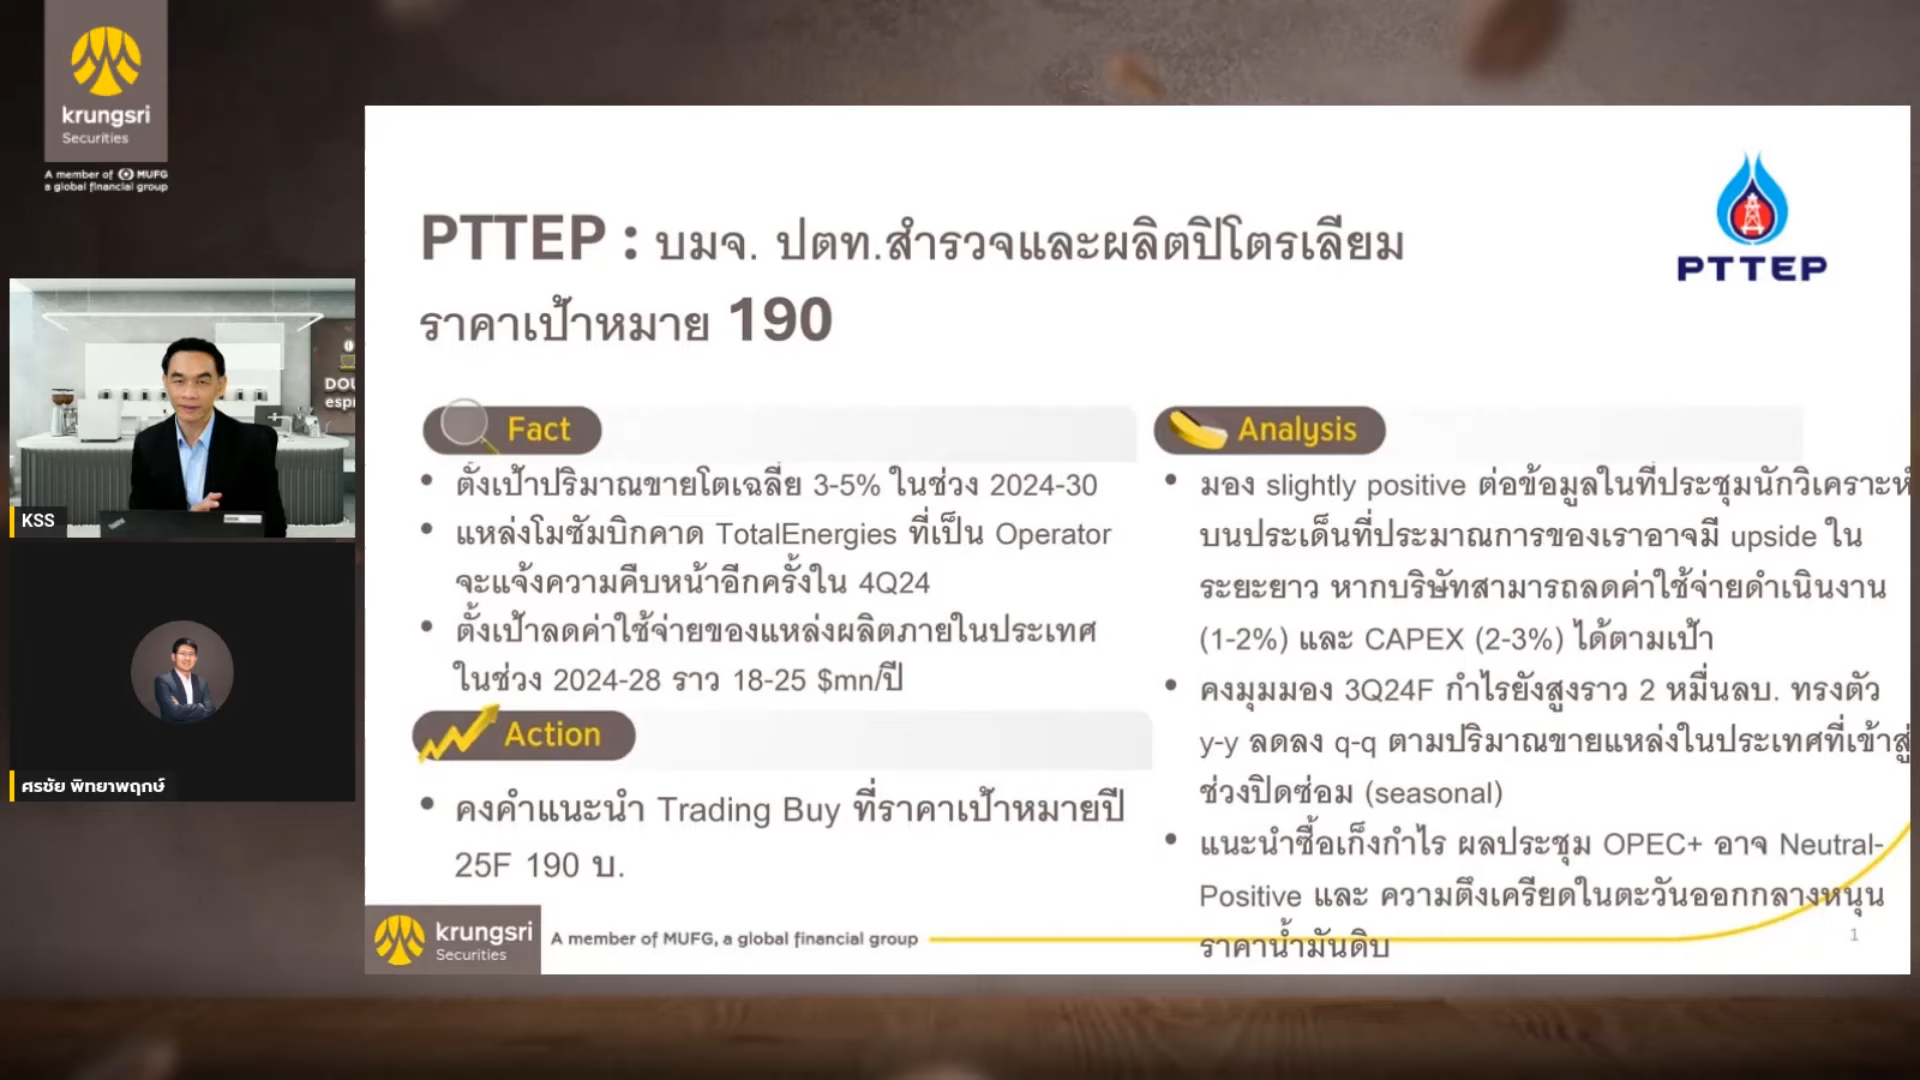 krungsri
Securities
A member of MUFG
a global financial group
PTTEP : บมจ. ปตท.สำรวจและผลิตปิโตรเลียม
ราคาเป้าหมาย 190
PTTEP
DOU
espr
KSS
ศรชัย พิทยาพฤกษ์
Fact
• ตั้งเป้าปริมาณขายโตเฉลี่ย 3-5% ในช่วง 2024-30
• แหล่งโมซัมบิกคาด TotalEnergies ที่เป็น Operator
จะแจ้งความคืบหน้าอีกครั้งใน 4Q24
• ตั้งเป้าลดค่าใช้จ่ายของแหล่งผลิตภายในประเทศ
ในช่วง 2024-28 ราว 18-25 $mn/ปี
Action
• คงคำแนะนำ Trading Buy ที่ราคาเป้าหมายปี
25F 190 บ.
Analysis
• มอง slightly positive ต่อข้อมูลในที่ประชุมนักวิเคราะห์
บนประเด็นที่ประมาณการของเราอาจมี upside ใน
ระยะยาว หากบริษัทสามารถลดค่าใช้จ่ายดำเนินงาน
(1-2%) และ CAPEX (2-3%) ได้ตามเป้า
• คงมุมมอง 3Q24F กำไรยังสูงราว 2 หมื่นลบ. ทรงตัว
y-y ลดลง q-q ตามปริมาณขายแหล่งในประเทศที่เข้าสู่
ช่วงปิดซ่อม (seasonal)
• แนะนำซื้อเก็งกำไร ผลประชุม OPEC+ อาจ Neutral-
Positive และ ความตึงเครียดในตะวันออกกลางหนุน
ราคาน้ำมันดิบ
krungsri
Securities
A member of MUFG, a global financial group
1